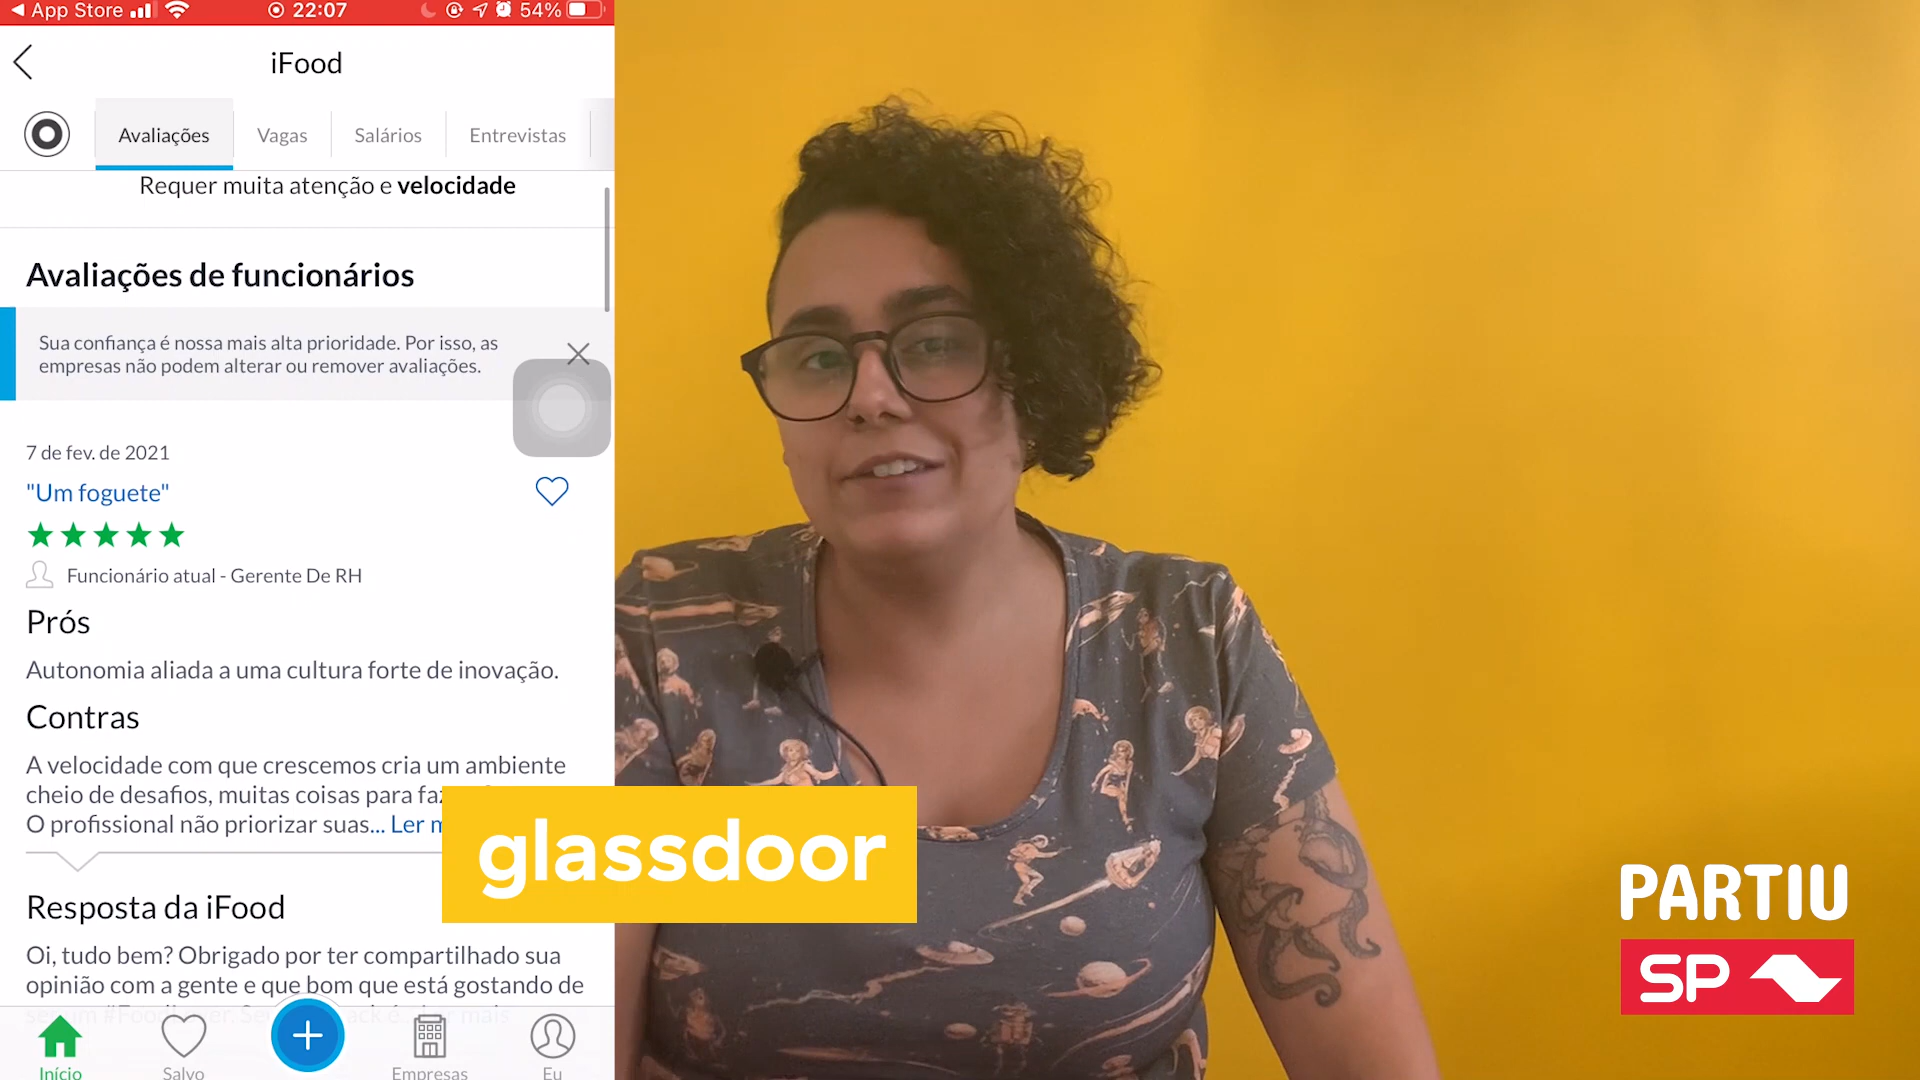 App Store
22:07
54%
iFood
Avaliações
Vagas
Salários
Entrevistas
Requer muita atenção e velocidade
Avaliações de funcionários
Sua confiança é nossa mais alta prioridade. Por isso, as
empresas não podem alterar ou remover avaliações.
7 de fev. de 2021
"Um foguete"
Funcionário atual - Gerente De RH
Prós
Autonomia aliada a uma cultura forte de inovação.
Contras
A velocidade com que crescemos cria um ambiente
cheio de desafios, muitas coisas para
O profissional não priorizar suas... Ler
Resposta da iFood
Oi, tudo bem? Obrigado por ter compartilhado sua
opinião com a gente e que bom que está gostando de
Início
Salvo
Empresas
Eu
glassdoor
PARTIU
SP